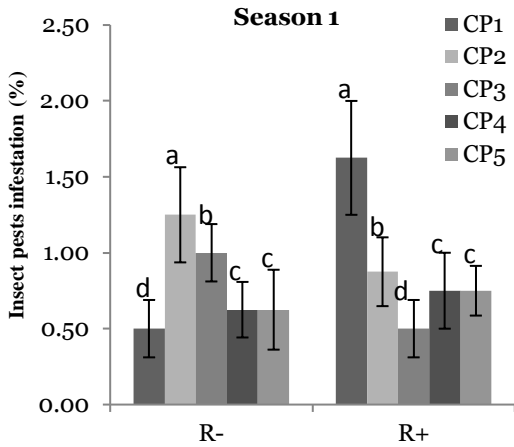 Season 1
Insect pests infestation (%)
2.50
2.00
1.50
1.00
0.50
0.00
CP1
CP2
CP3
CP4
CP5
d
a
b
c
c
a
b
d
c
c
R-
R+